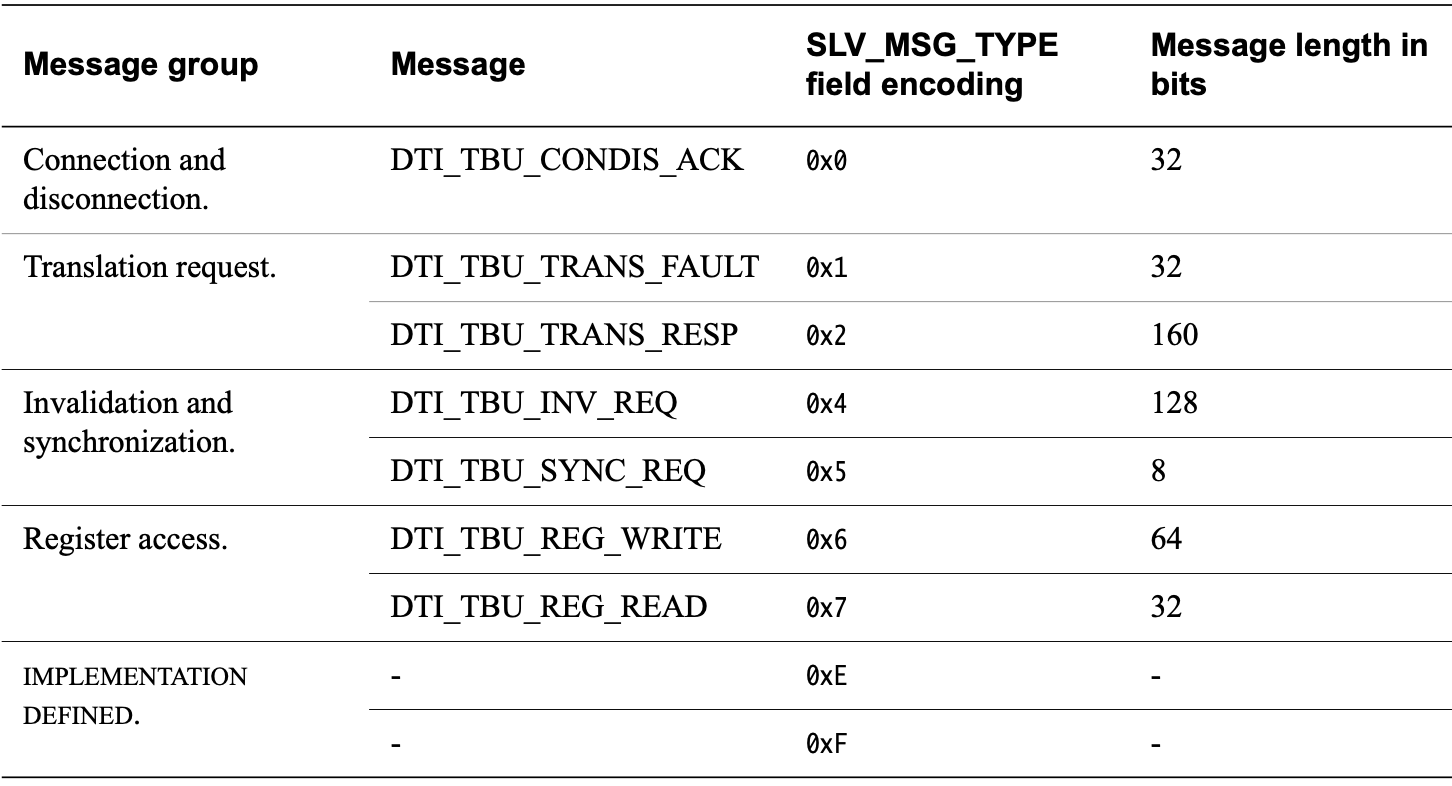 Message group Message SLV_MSG_TYPE field encoding Message length in bits
Connection and disconnection. DTI_TBU_CONDIS_ACK 0x0 32
Translation request. DTI_TBU_TRANS_FAULT 0x1 32
DTI_TBU_TRANS_RESP 0x2 160
Invalidation and synchronization. DTI_TBU_INV_REQ 0x4 128
DTI_TBU_SYNC_REQ 0x5 8
Register access. DTI_TBU_REG_WRITE 0x6 64
DTI_TBU_REG_READ 0x7 32
IMPLEMENTATION DEFINED. - 0xE -
- 0xF -